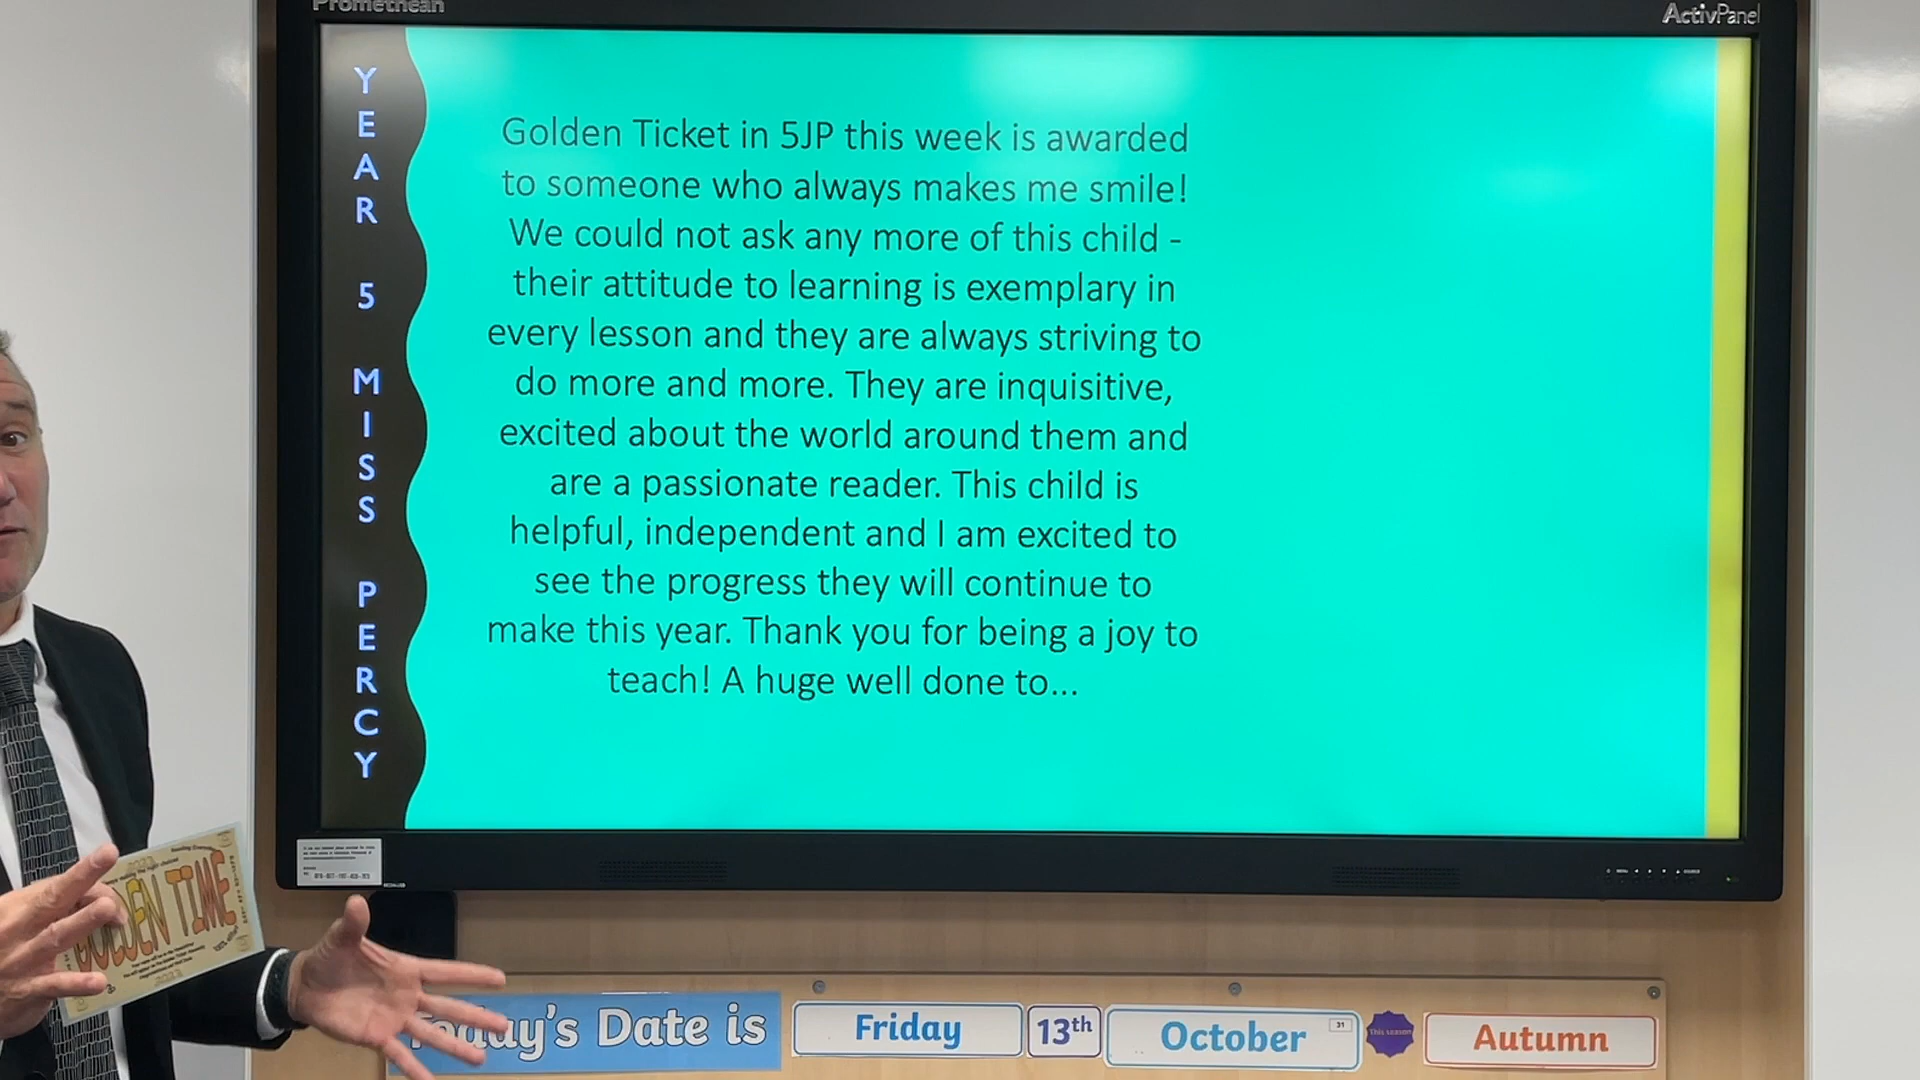 Promethean
ActivPanel
YEAR 5 MISS PERCY
Golden Ticket in 5JP this week is awarded
to someone who always makes me smile!
We could not ask any more of this child -
their attitude to learning is exemplary in
every lesson and they are always striving to
do more and more. They are inquisitive,
excited about the world around them and
are a passionate reader. This child is
helpful, independent and I am excited to
see the progress they will continue to
make this year. Thank you for being a joy to
teach! A huge well done to...
GOLDEN TIME
2023
Today's Date is
Friday
13th
October
31
This season
Autumn